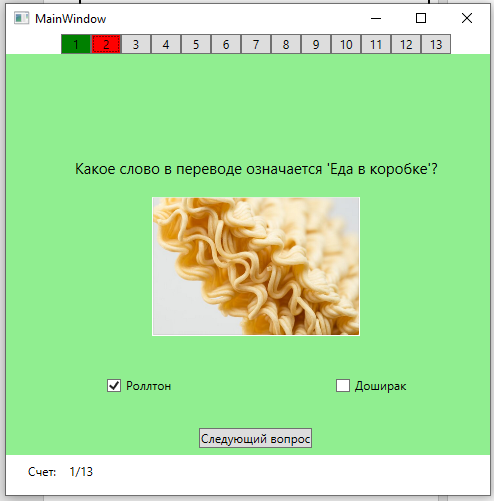 MainWindow
1 2 3 4 5 6 7 8 9 10 11 12 13
Какое слово в переводе означается 'Еда в коробке'?
Роллтон Доширак
Следующий вопрос
Счет: 1/13